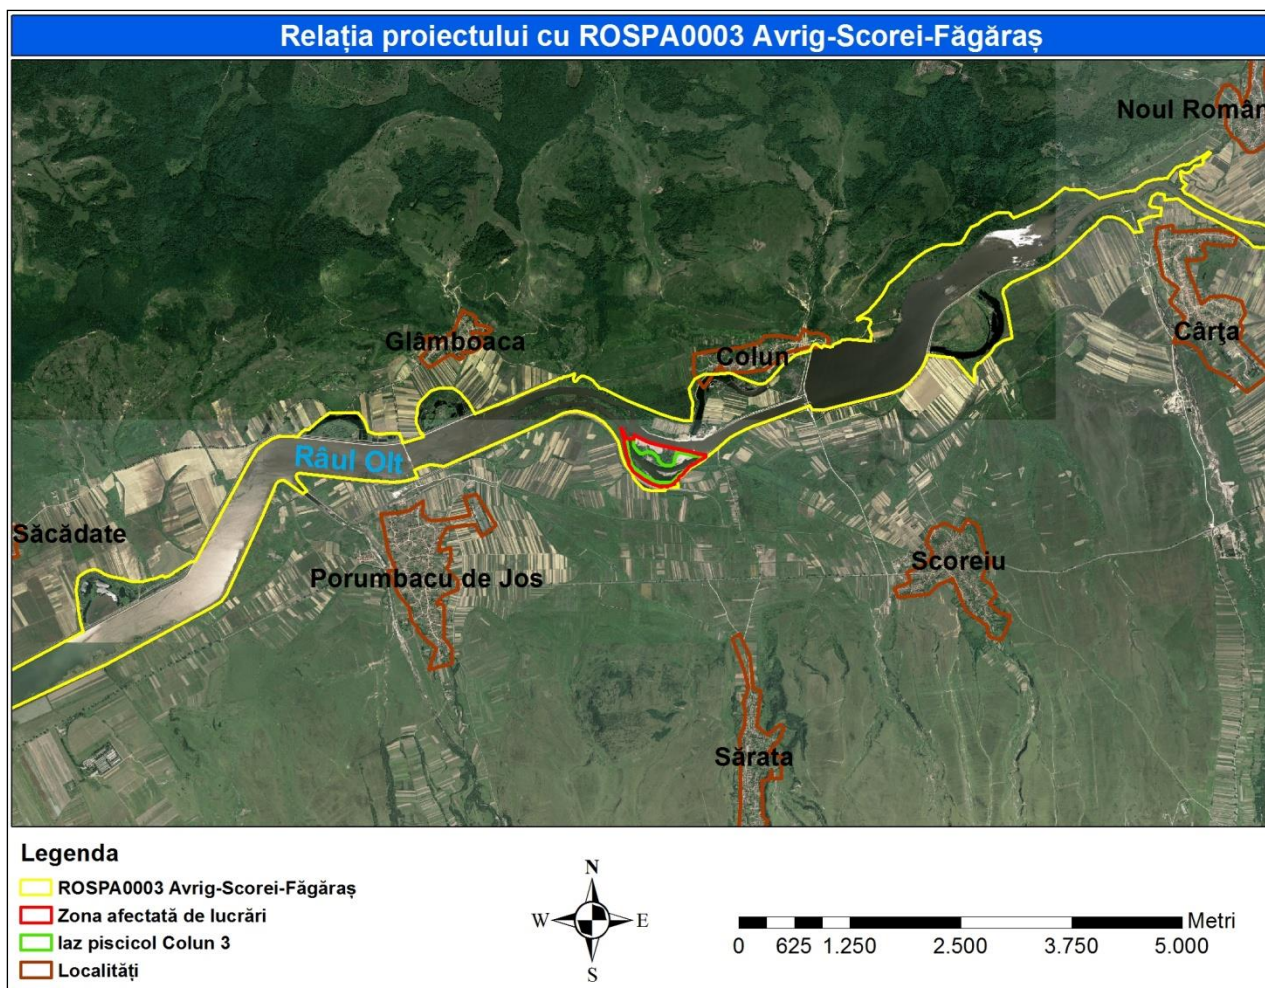 Relația proiectului cu ROSPA0003 Avrig-Scorei-Făgăraș
Noul Român
Cârța
Glâmboaca
Colun
Râul Olt
Săcădate
Scoreiu
Porumbacu de Jos
Sărata
Legenda
ROSPA0003 Avrig-Scorei-Făgăraș
Zona afectată de lucrări
Iaz piscicol Colun 3
Localități
N
W E
S
Metri
0 625 1.250 2.500 3.750 5.000